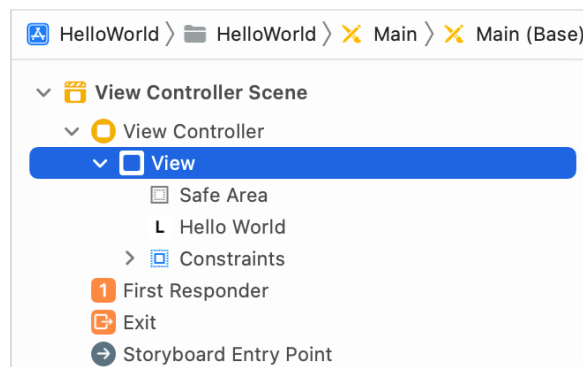 HelloWorld HelloWorld Main Main (Base)
View Controller Scene
View Controller
View
Safe Area
L Hello World
Constraints
1 First Responder
Exit
Storyboard Entry Point